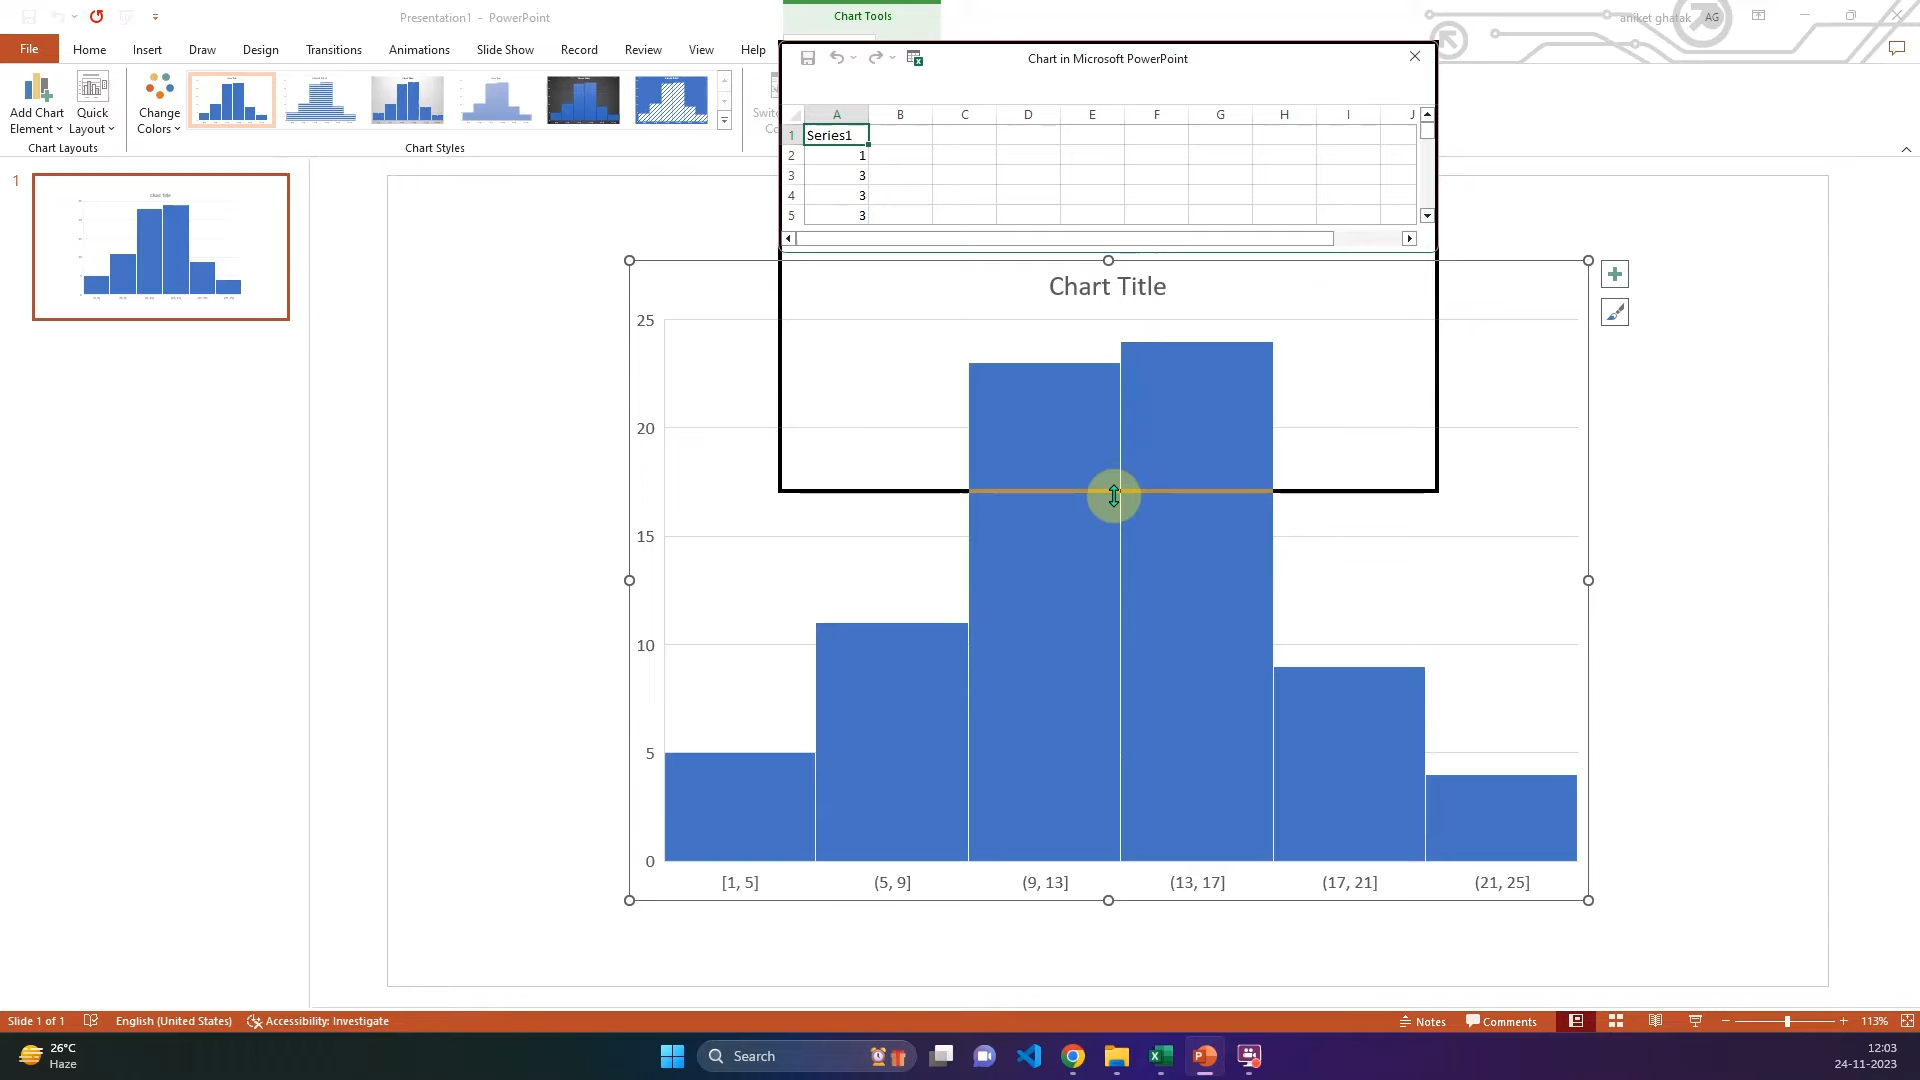 Presentation1 - PowerPoint
Chart Tools
aniket ghatak AG
File Home Insert Draw Design Transitions Animations Slide Show Record Review View Help
Chart in Microsoft PowerPoint
Add Chart Element
Quick Layout
Change Colors
Chart Layouts
Chart Styles
A B C D E F G H I J
1 Series1
2 1
3 3
4 3
5 3
1
Chart Title
Chart Title
25
20
15
10
5
0
[1, 5] (5, 9] (9, 13] (13, 17] (17, 21] (21, 25]
Slide 1 of 1 English (United States) Accessibility: Investigate Notes Comments 113%
26°C
Haze
Search
12:03
24-11-2023